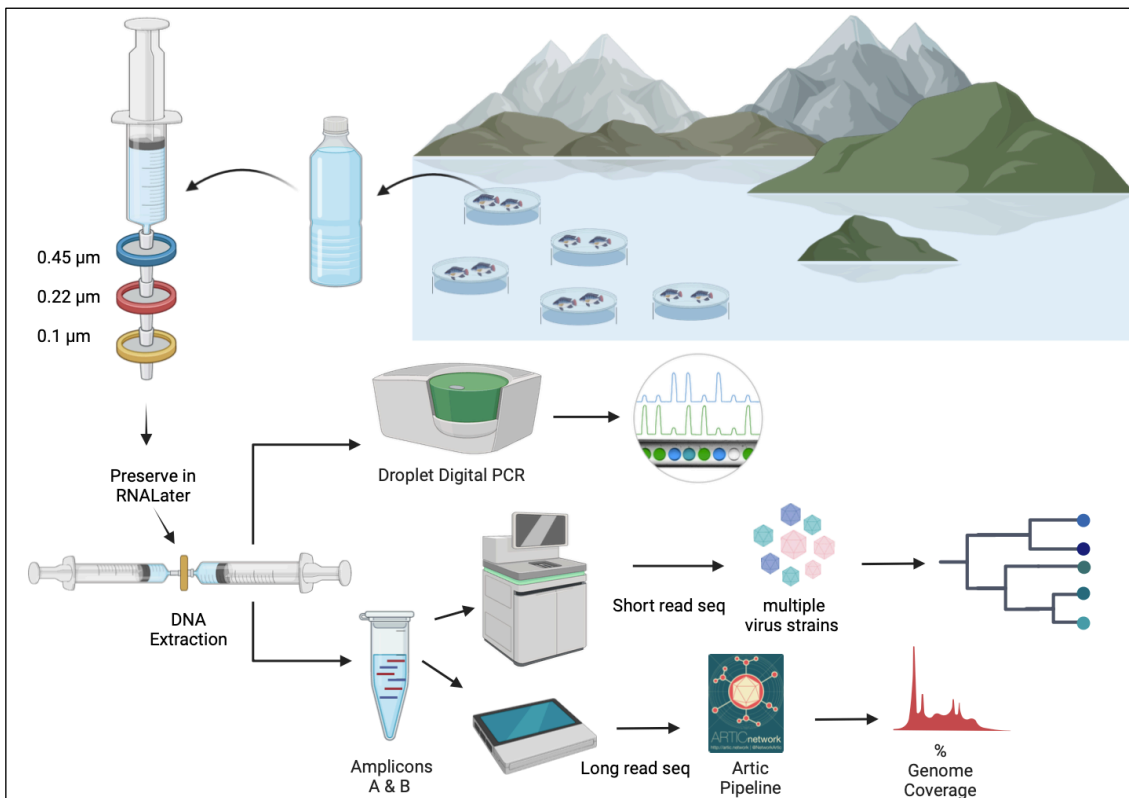 0.45 µm
0.22 µm
0.1 µm
Preserve in
RNALater
Droplet Digital PCR
DNA
Extraction
Short read seq
multiple
virus strains
Amplicons
A & B
Long read seq
ARTICnetwork
Artic
Pipeline
%
Genome
Coverage